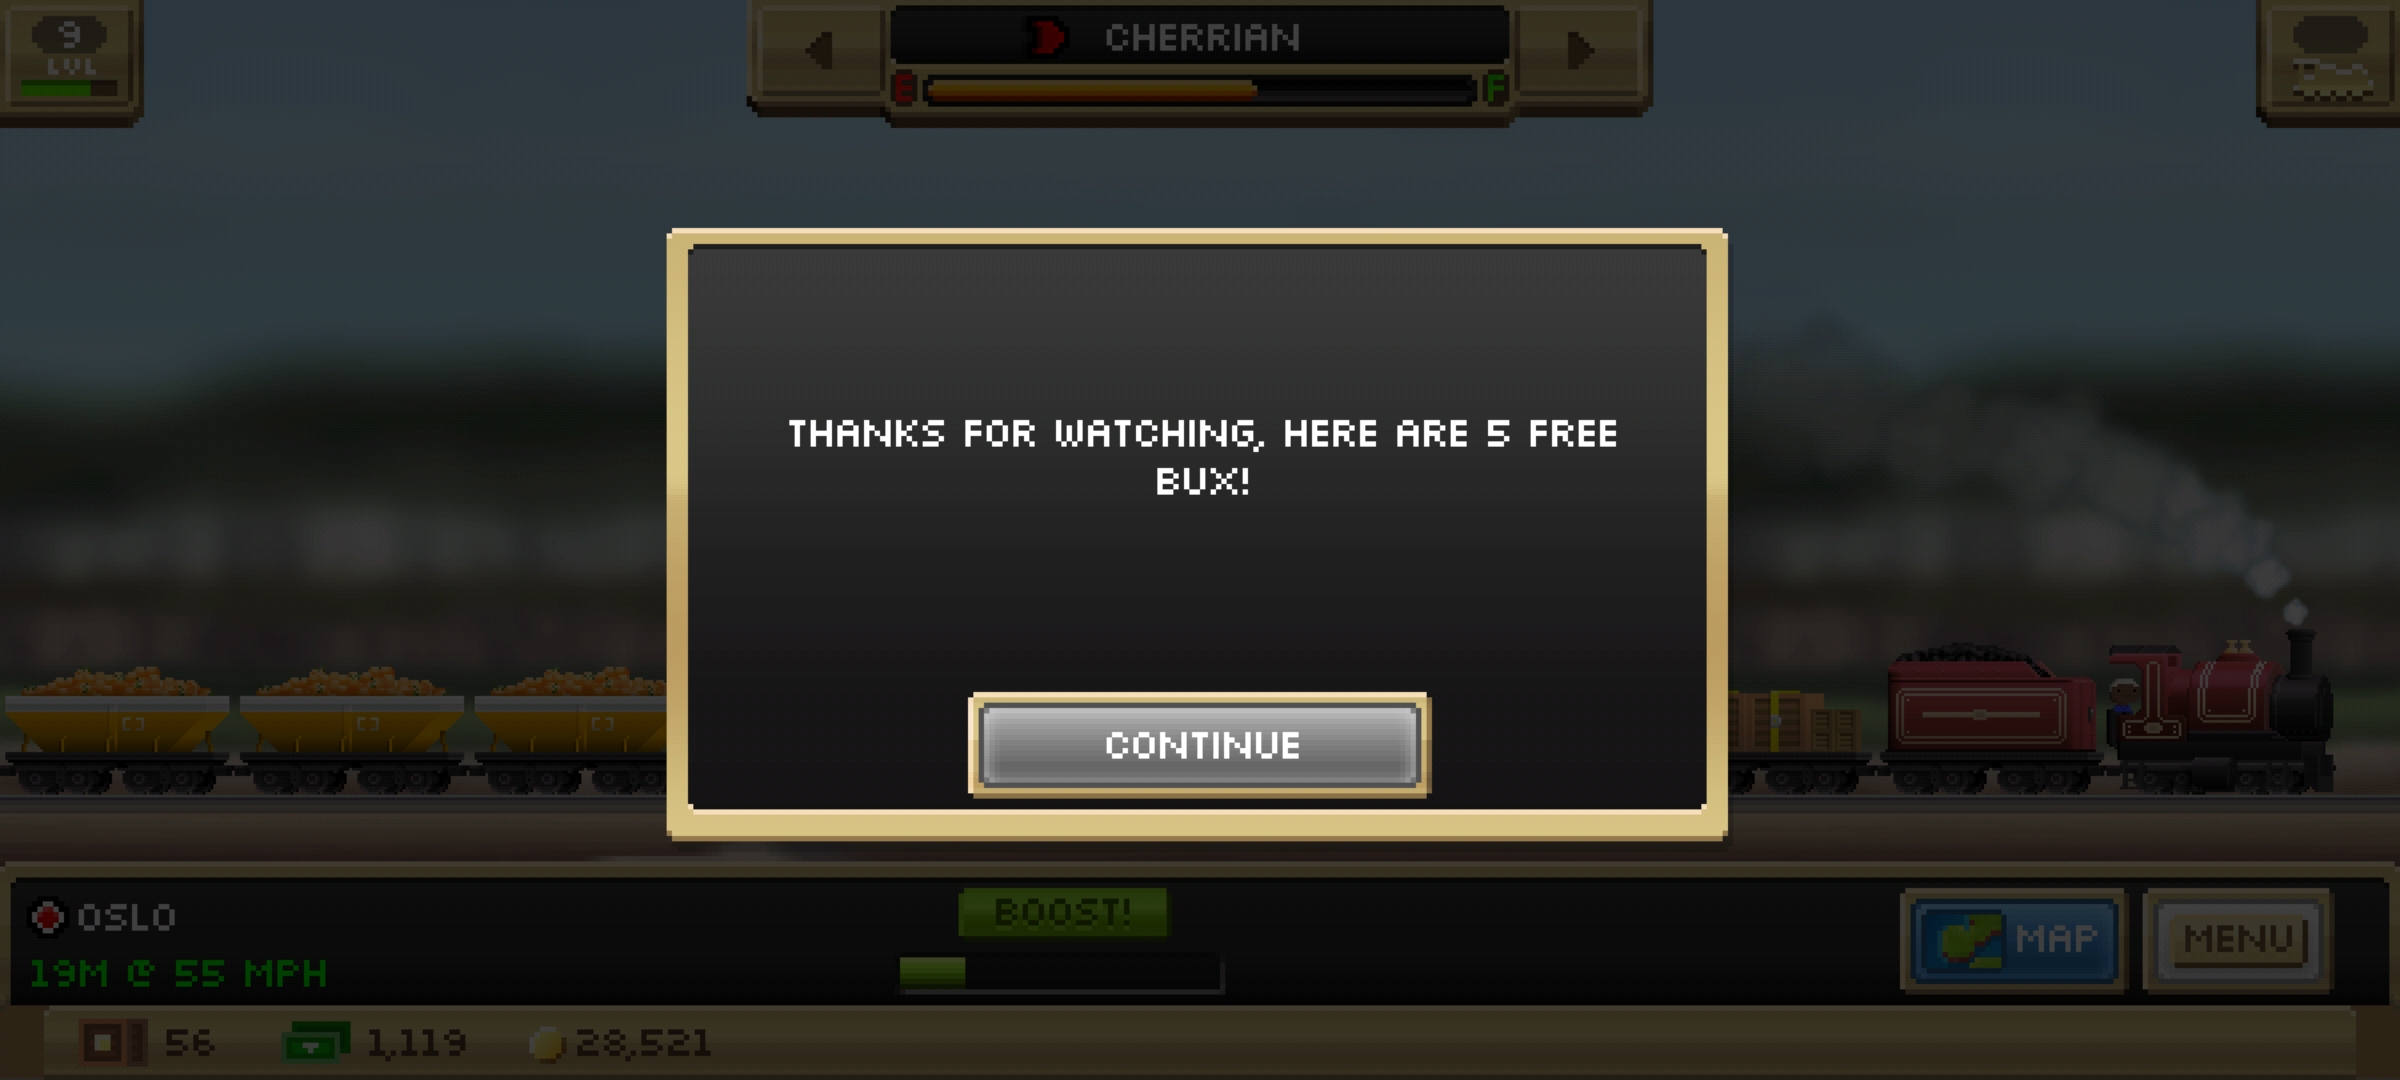 9
LVL
CHERRIAN
E
F
THANKS FOR WATCHING, HERE ARE 5 FREE
BUX!
CONTINUE
OSLO
19M @ 55 MPH
BOOST!
MAP
MENU
56
1,119
28,521